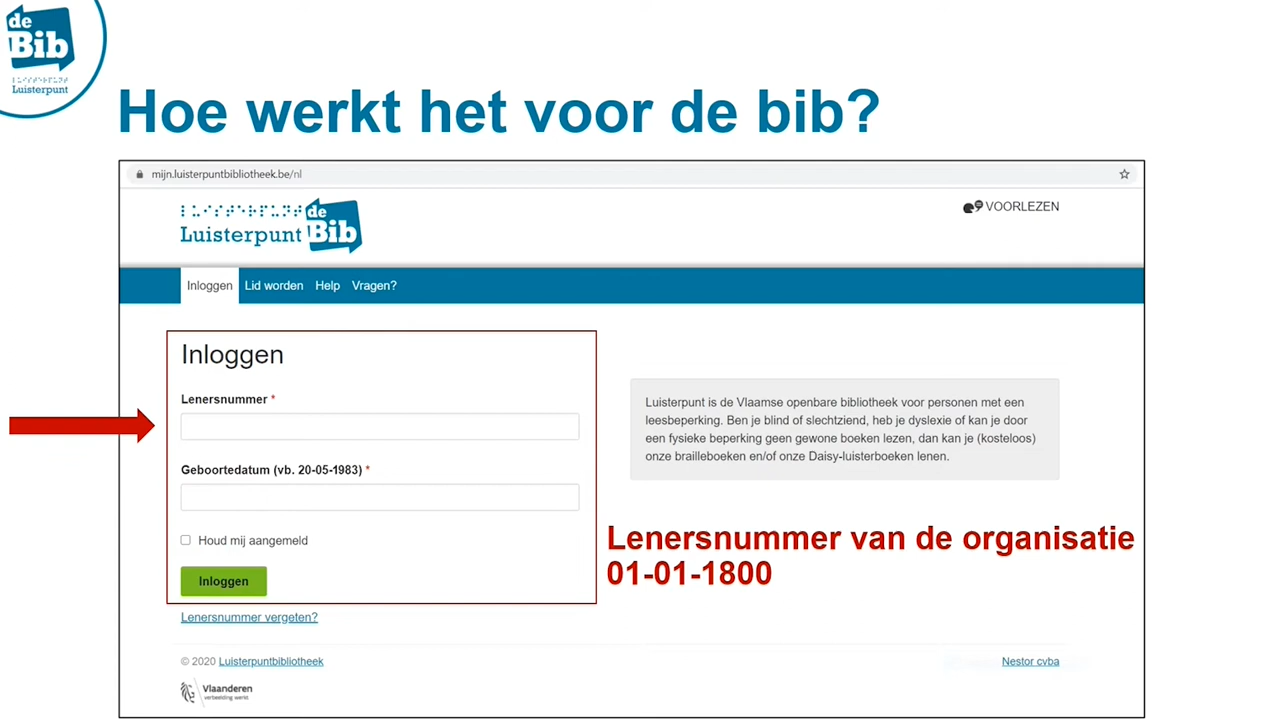 de
Bib
Luisterpunt
Hoe werkt het voor de bib?
mijn.luisterpuntbibliotheek.be/nl
Luisterpunt de Bib
VOORLEZEN
Inloggen Lid worden Help Vragen?
Inloggen
Lenersnummer *
Geboortedatum (vb. 20-05-1983) *
Houd mij aangemeld
Inloggen
Lenersnummer vergeten?
Luisterpunt is de Vlaamse openbare bibliotheek voor personen met een
leesbeperking. Ben je blind of slechtziend, heb je dyslexie of kan je door
een fysieke beperking geen gewone boeken lezen, dan kan je (kosteloos)
onze brailleboeken en/of onze Daisy-luisterboeken lenen.
Lenersnummer van de organisatie
01-01-1800
© 2020 Luisterpuntbibliotheek
Nestor cvba
Vlaanderen
verbeelding werkt